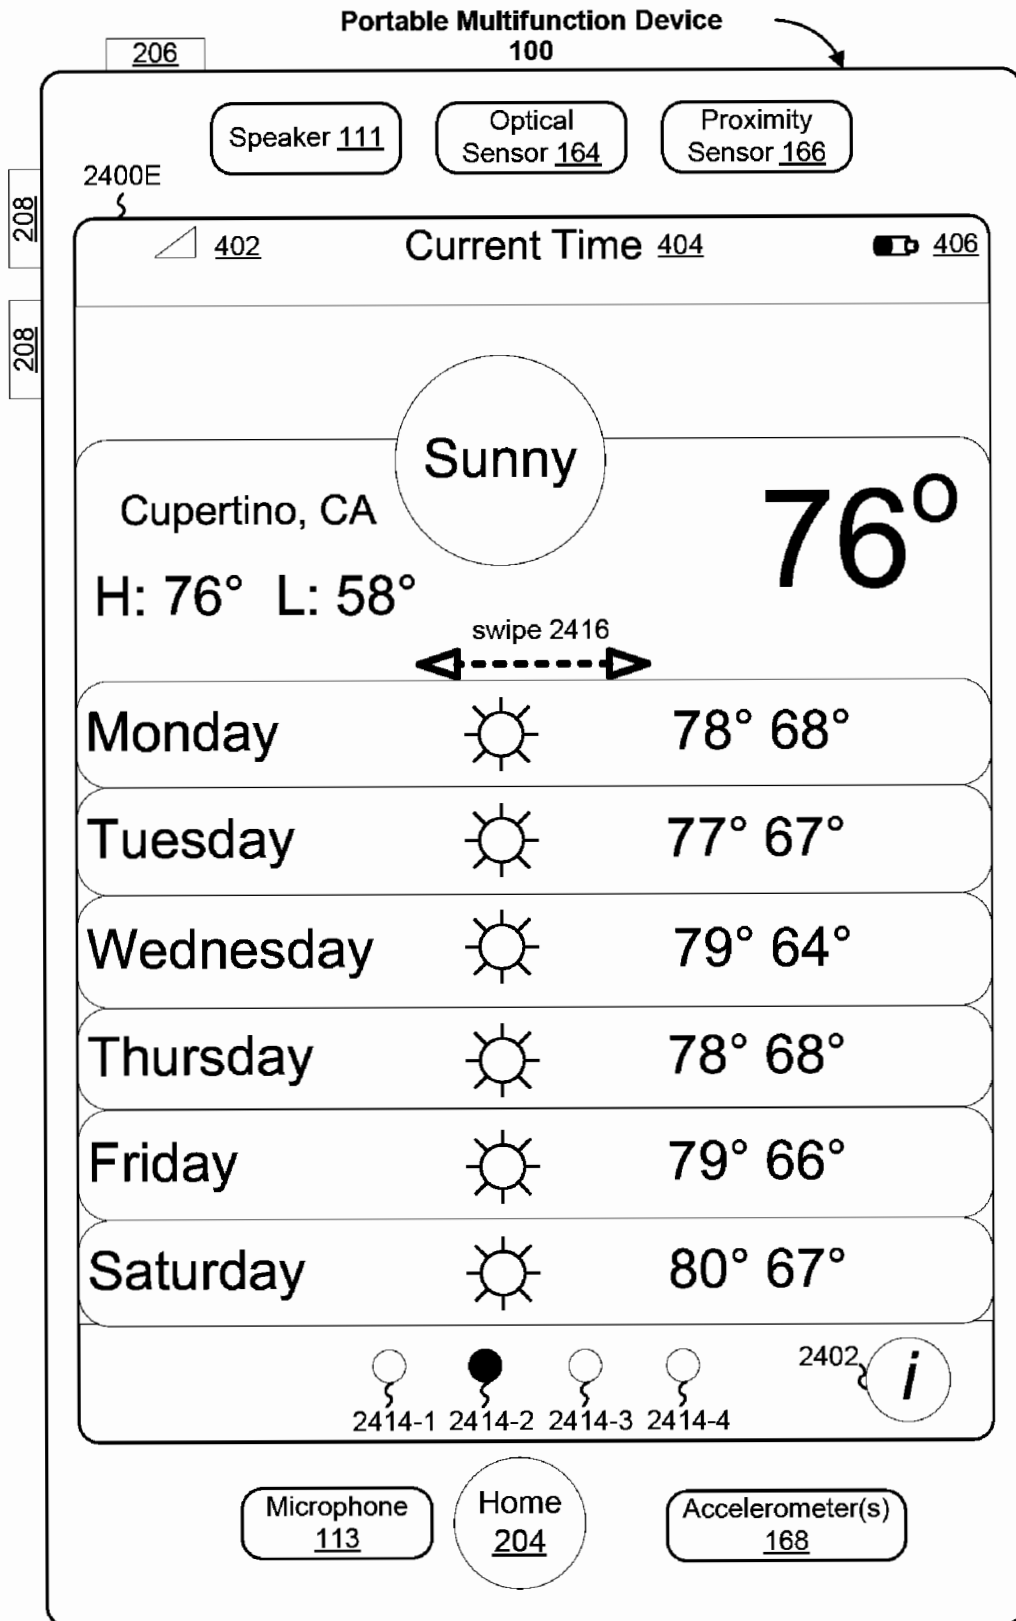 Portable Multifunction Device
100
206
Speaker 111
Optical
Sensor 164
Proximity
Sensor 166
2400E
208
208
402
Current Time 404
406
Sunny
Cupertino, CA
76°
H: 76° L: 58°
swipe 2416
Monday 78° 68°
Tuesday 77° 67°
Wednesday 79° 64°
Thursday 78° 68°
Friday 79° 66°
Saturday 80° 67°
2402
i
2414-1 2414-2 2414-3 2414-4
Microphone
113
Home
204
Accelerometer(s)
168